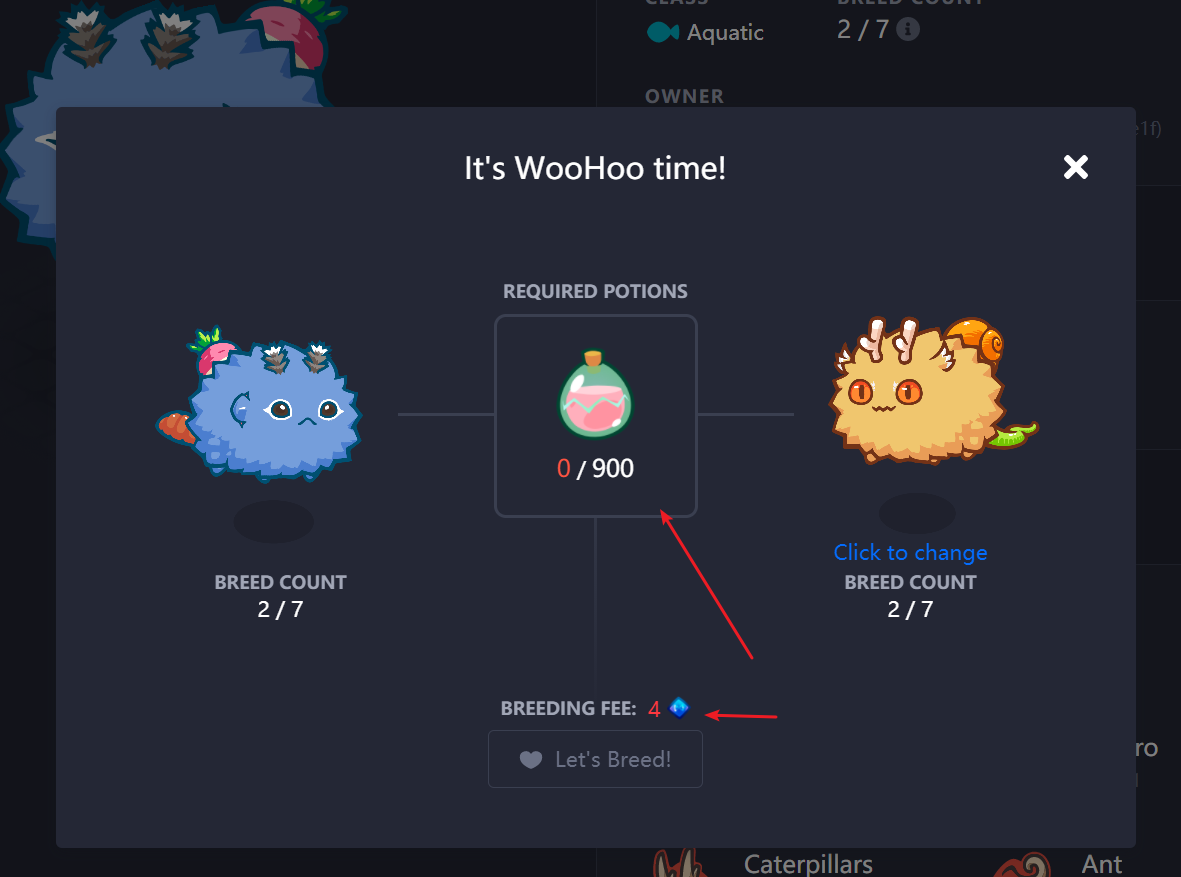 CLASS
BREED COUNT
Aquatic
2 / 7
OWNER
e1f)
It's WooHoo time!
REQUIRED POTIONS
0 / 900
Click to change
BREED COUNT
2 / 7
BREED COUNT
2 / 7
BREEDING FEE: 4
Let's Breed!
ro
Caterpillars
Ant